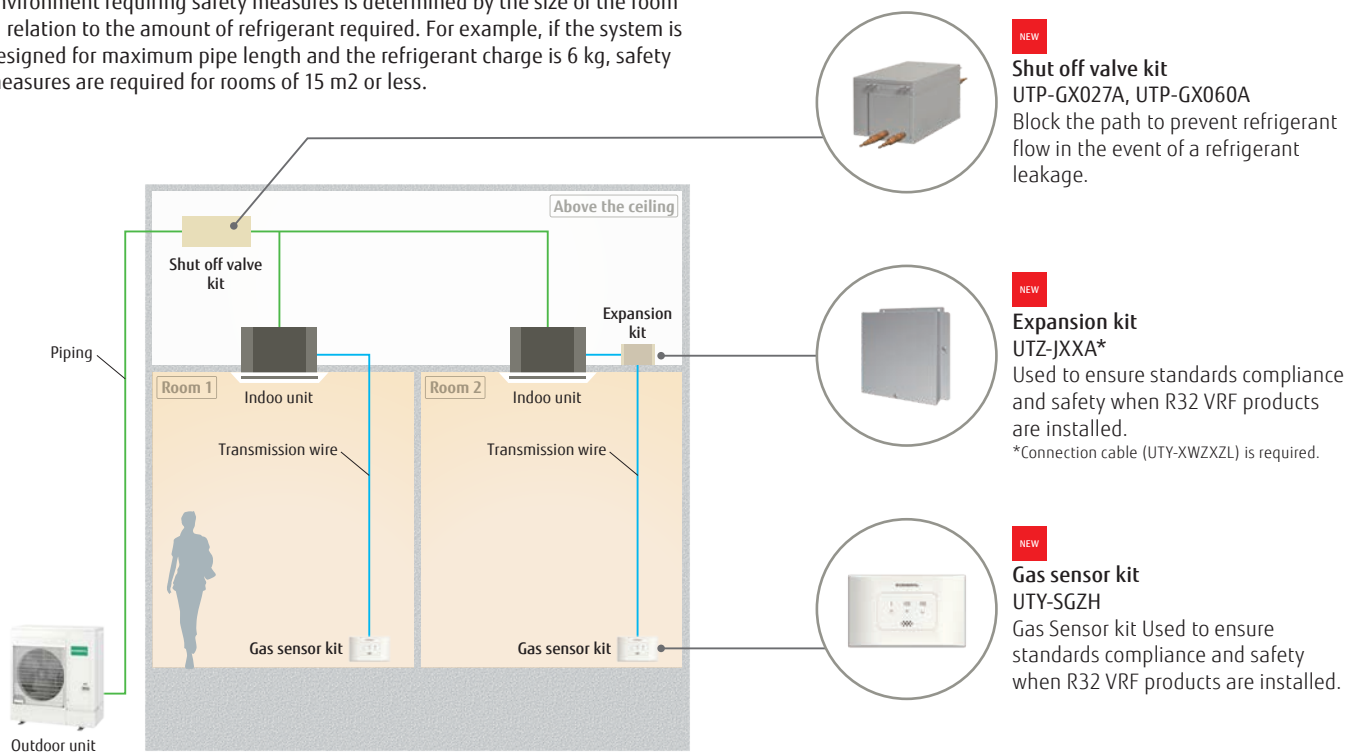 nvironment requiring safety measures is determined by the size of the room
relation to the amount of refrigerant required. For example, if the system is
esigned for maximum pipe length and the refrigerant charge is 6 kg, safety
easures are required for rooms of 15 m2 or less.
NEW
Shut off valve kit
UTP-GX027A, UTP-GX060A
Block the path to prevent refrigerant
flow in the event of a refrigerant
leakage.
Above the ceiling
Shut off valve
kit
Expansion
kit
Piping
Room 1
Indoo unit
Room 2
Indoo unit
Transmission wire
Transmission wire
NEW
Expansion kit
UTZ-JXXA*
Used to ensure standards compliance
and safety when R32 VRF products
are installed.
*Connection cable (UTY-XWZXZL) is required.
Gas sensor kit
Gas sensor kit
NEW
Gas sensor kit
UTY-SGZH
Gas Sensor kit Used to ensure
standards compliance and safety
when R32 VRF products are installed.
Outdoor unit